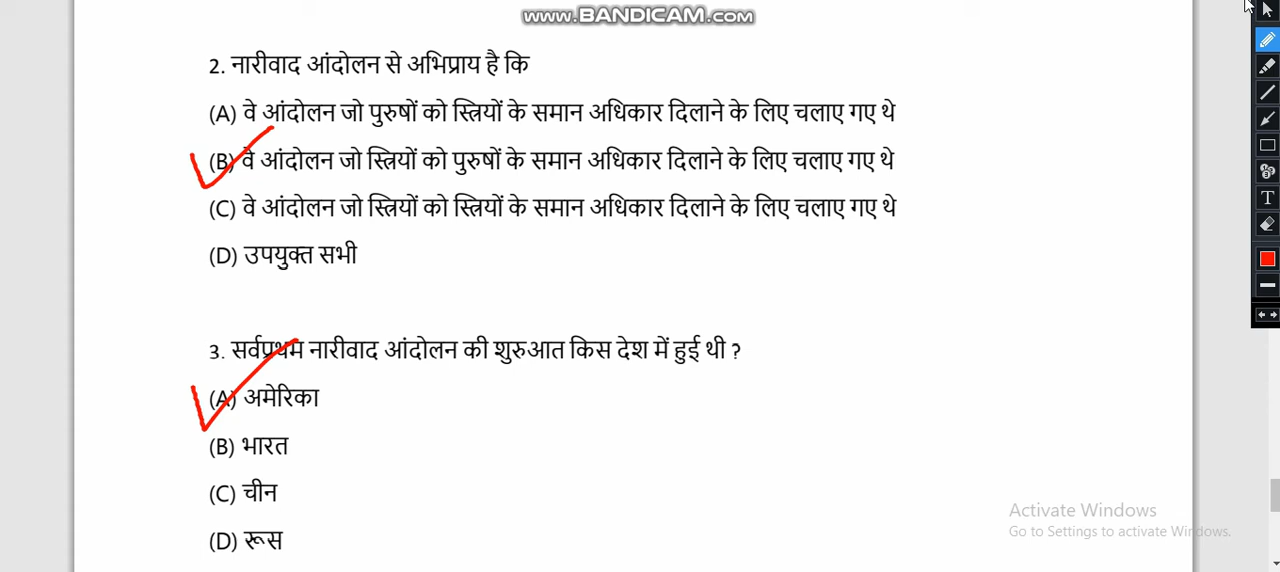 www.BANDICAM.com
2. नारीवाद आंदोलन से अभिप्राय है कि
(A) वे आंदोलन जो पुरुषों को स्त्रियों के समान अधिकार दिलाने के लिए चलाए गए थे
(B) वे आंदोलन जो स्त्रियों को पुरुषों के समान अधिकार दिलाने के लिए चलाए गए थे
(C) वे आंदोलन जो स्त्रियों को स्त्रियों के समान अधिकार दिलाने के लिए चलाए गए थे
(D) उपयुक्त सभी
3. सर्वप्रथम नारीवाद आंदोलन की शुरुआत किस देश में हुई थी ?
(A) अमेरिका
(B) भारत
(C) चीन
(D) रूस
Activate Windows
Go to Settings to activate Windows.